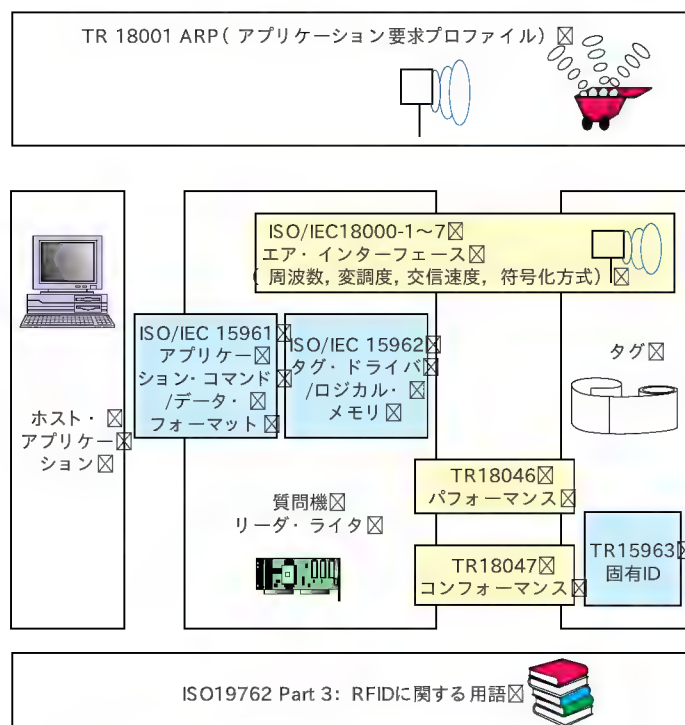 TR 18001 ARP( アプリケーション要求プロファイル)
ISO/IEC18000-1～7
エア・インターフェース
( 周波数, 変調度, 交信速度, 符号化方式)
ISO/IEC 15961
アプリケー
ション・コマンド
/データ・
フォーマット
ISO/IEC 15962
タグ・ドライバ
/ロジカル・
メモリ
タグ
ホスト・
アプリケー
ション
質問機
リーダ・ライタ
TR18046
パフォーマンス
TR18047
コンフォーマンス
TR15963
固有ID
ISO19762 Part 3: RFIDに関する用語